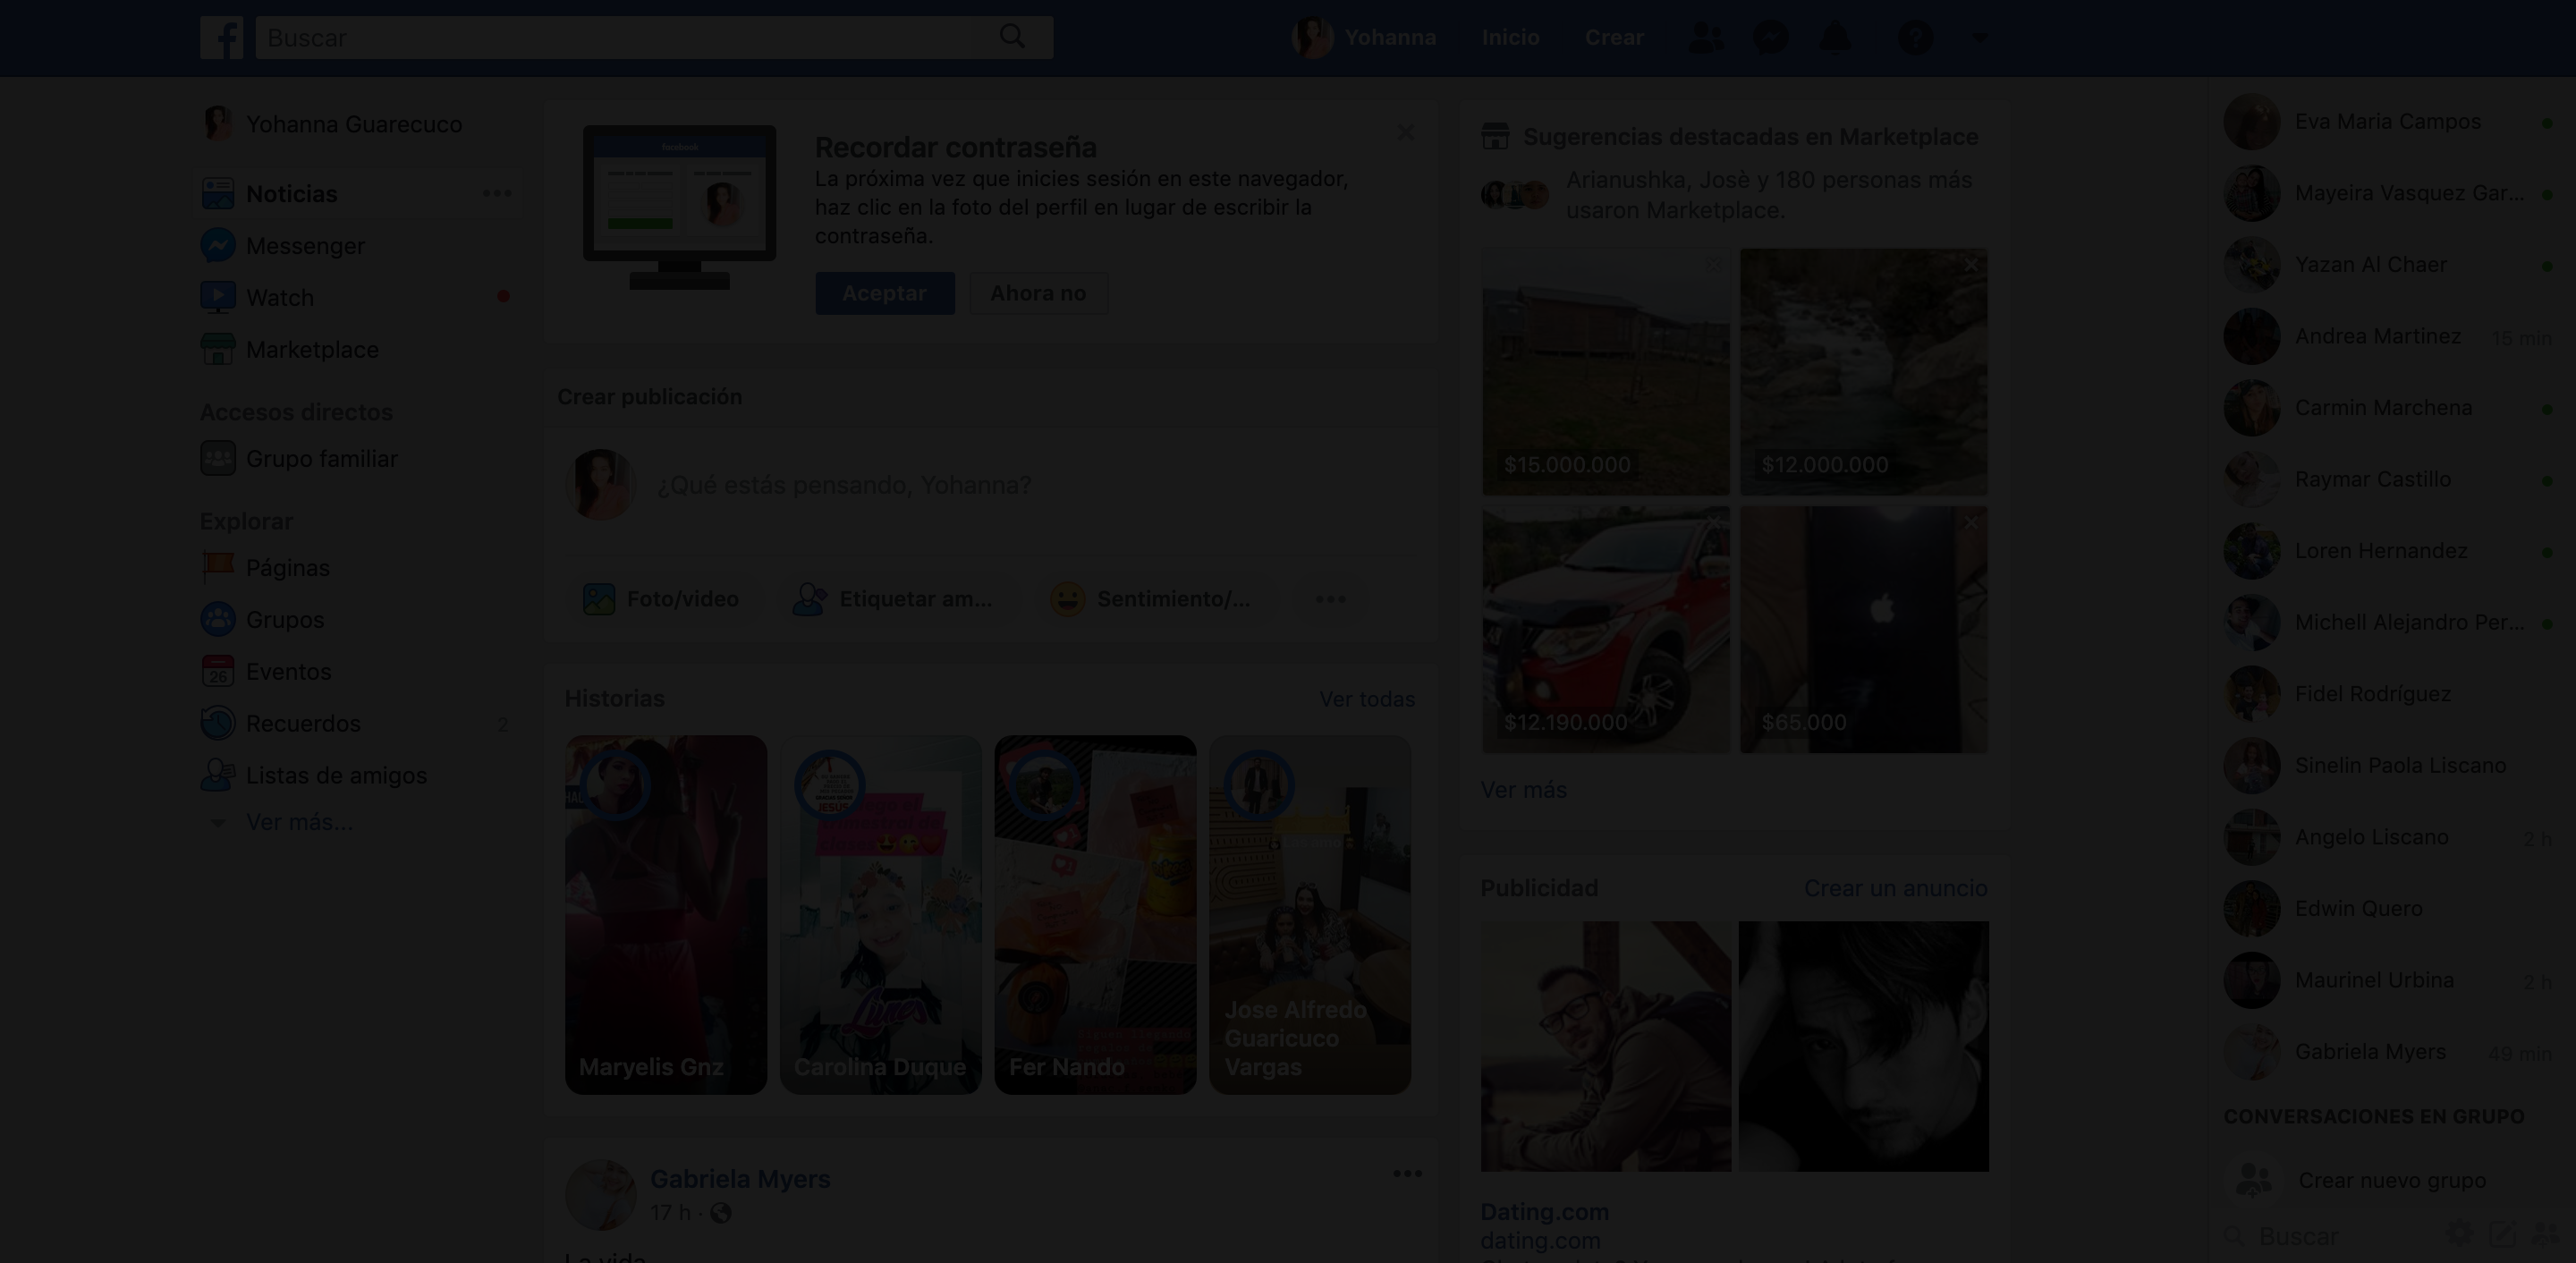 Buscar
Yohanna
Inicio
Crear
Yohanna Guarecuco
Noticias
Messenger
Watch
Marketplace
Accesos directos
Grupo familiar
Explorar
Páginas
Grupos
Eventos
26
Recuerdos
2
Listas de amigos
Ver más...
facebook
Recordar contraseña
La próxima vez que inicies sesión en este navegador,
haz clic en la foto del perfil en lugar de escribir la
contraseña.
Aceptar
Ahora no
Crear publicación
¿Qué estás pensando, Yohanna?
Foto/video
Etiquetar am...
Sentimiento/...
Historias
Ver todas
JESÚS
Maryelis Gnz
Carolina Duque
Fer Nando
Jose Alfredo
Guaricuco
Vargas
Gabriela Myers
17 h ·
La vida
Sugerencias destacadas en Marketplace
Arianushka, Josè y 180 personas más
usaron Marketplace.
$15.000.000
$12.000.000
$12.190.000
$65.000
Ver más
Publicidad
Crear un anuncio
Dating.com
dating.com
Eva Maria Campos
Mayeira Vasquez Gar...
Yazan Al Chaer
Andrea Martinez
15 min
Carmin Marchena
Raymar Castillo
Loren Hernandez
Michell Alejandro Per...
Fidel Rodríguez
Sinelin Paola Liscano
Angelo Liscano
2 h
Edwin Quero
Maurinel Urbina
2 h
Gabriela Myers
49 min
CONVERSACIONES EN GRUPO
Crear nuevo grupo
Buscar